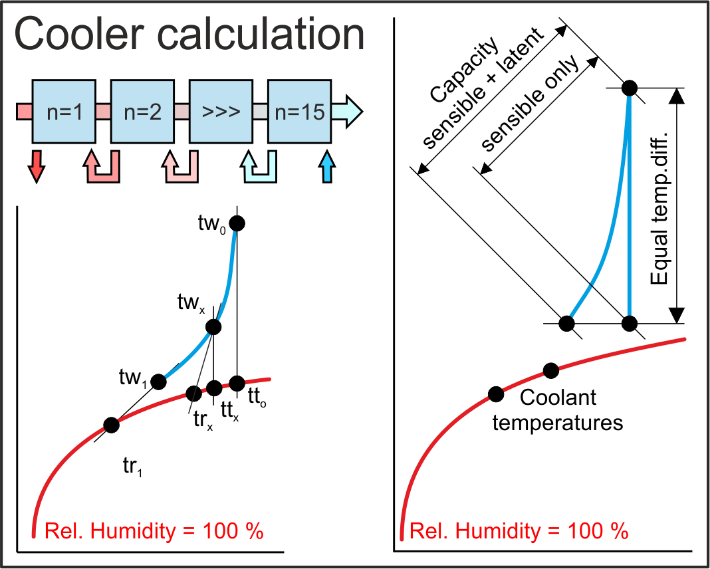 Cooler calculation
n=1
n=2
>>>
n=15
tw0
twx
tw1
trx
ttx
tto
tr1
Rel. Humidity = 100 %
Capacity
sensible + latent
sensible only
Equal temp.diff.
Coolant
temperatures
Rel. Humidity = 100 %